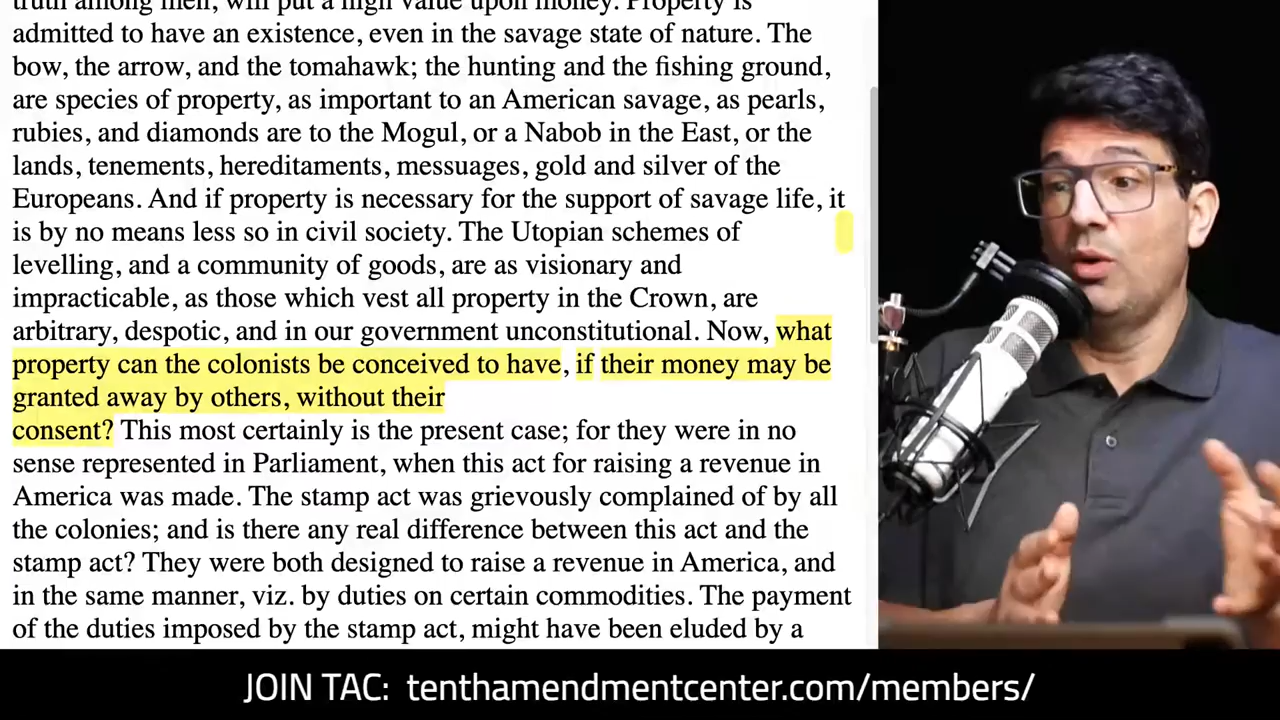 truth among men, will put a high value upon money. Property is
admitted to have an existence, even in the savage state of nature. The
bow, the arrow, and the tomahawk; the hunting and the fishing ground,
are species of property, as important to an American savage, as pearls,
rubies, and diamonds are to the Mogul, or a Nabob in the East, or the
lands, tenements, hereditaments, messuages, gold and silver of the
Europeans. And if property is necessary for the support of savage life, it
is by no means less so in civil society. The Utopian schemes of
levelling, and a community of goods, are as visionary and
impracticable, as those which vest all property in the Crown, are
arbitrary, despotic, and in our government unconstitutional. Now, what
property can the colonists be conceived to have, if their money may be
granted away by others, without their
consent? This most certainly is the present case; for they were in no
sense represented in Parliament, when this act for raising a revenue in
America was made. The stamp act was grievously complained of by all
the colonies; and is there any real difference between this act and the
stamp act? They were both designed to raise a revenue in America, and
in the same manner, viz. by duties on certain commodities. The payment
of the duties imposed by the stamp act, might have been eluded by a
JOIN TAC: tenthamendmentcenter.com/members/